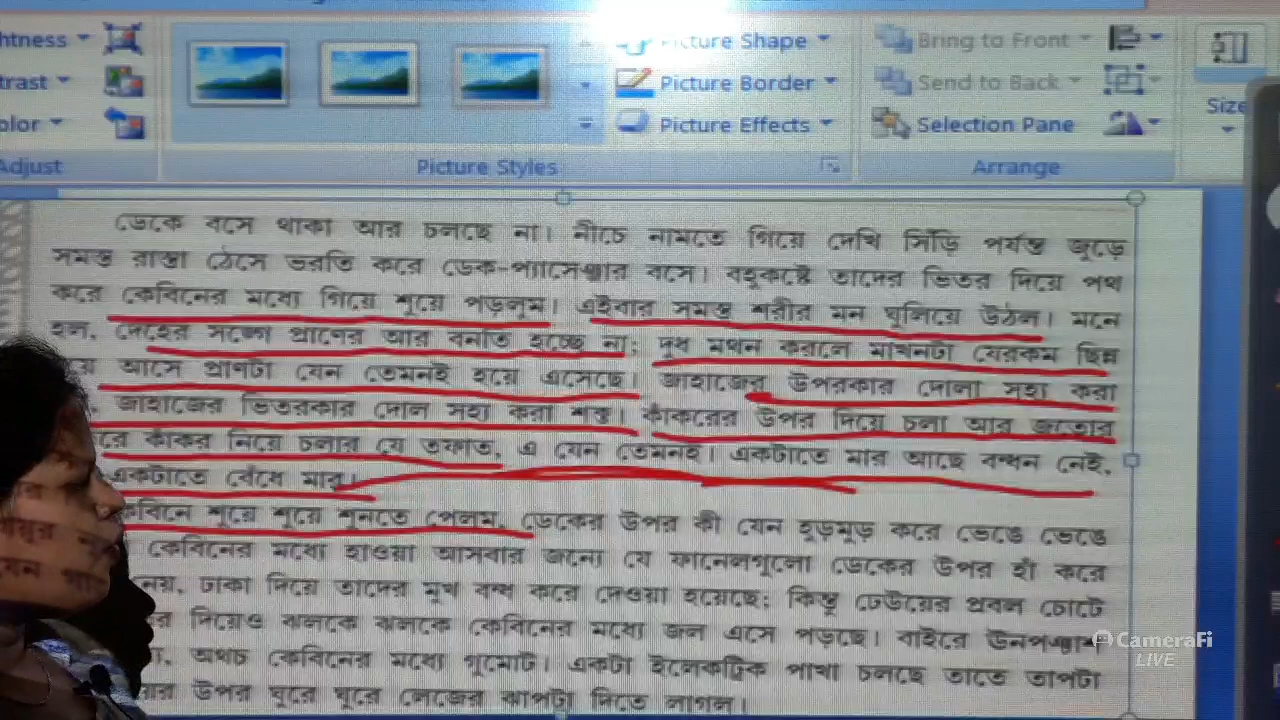 htness
trast
olor
Adjust
Picture Styles
Picture Shape
Picture Border
Picture Effects
Bring to Front
Send to Back
Selection Pane
Arrange
Size
ডেকে বসে থাকা আর চলছে না। নীচে নামতে গিয়ে দেখি সিঁড়ি পর্যন্ত জুড়ে
সমস্ত রাস্তা ঠেসে ভরতি করে ডেক-প্যাসেঞ্জার বসে। বহুকষ্টে তাদের ভিতর দিয়ে পথ
করে কেবিনের মধ্যে গিয়ে শুয়ে পড়লুম। এইবার সমস্ত শরীর মন ঘুলিয়ে উঠল। মনে
হল, দেহের সঙ্গে প্রাণের আর বনতি হচ্ছে না; দুধ মথন করলে মাখনটা যেরকম ছিন্ন
আসে প্রাণটা যেন তেমনই হয়ে এসেছে। জাহাজের উপরকার দোলা সহ্য করা
জাহাজের ভিতরকার দোল সহ্য করা শক্ত। কাঁকরের উপর দিয়ে চলা আর জুতোর
কাঁকর নিয়ে চলার যে তফাত, এ যেন তেমনই। একটাতে মার আছে বন্ধন নেই,
একটাতে বেঁধে মার।
শুয়ে শুয়ে শুনতে পেলুম, ডেকের উপর কী যেন হুড়মুড় করে ভেঙে ভেঙে
কেবিনের মধ্যে হাওয়া আসবার জন্যে যে ফানেলগুলো ডেকের উপর হাঁ করে
ঢাকা দিয়ে তাদের মুখ বন্ধ করে দেওয়া হয়েছে; কিন্তু ঢেউয়ের প্রবল চোটে
দিয়েও ঝলকে ঝলকে কেবিনের মধ্যে জল এসে পড়ছে। বাইরে
অথচ কেবিনের মধ্যে গুমোট। একটা ইলেকট্রিক পাখা চলছে তাতে তাপটা
উপর ঘুরে ঘুরে লেজের ঝাপটা দিতে লাগল।
CameraFi
LIVE